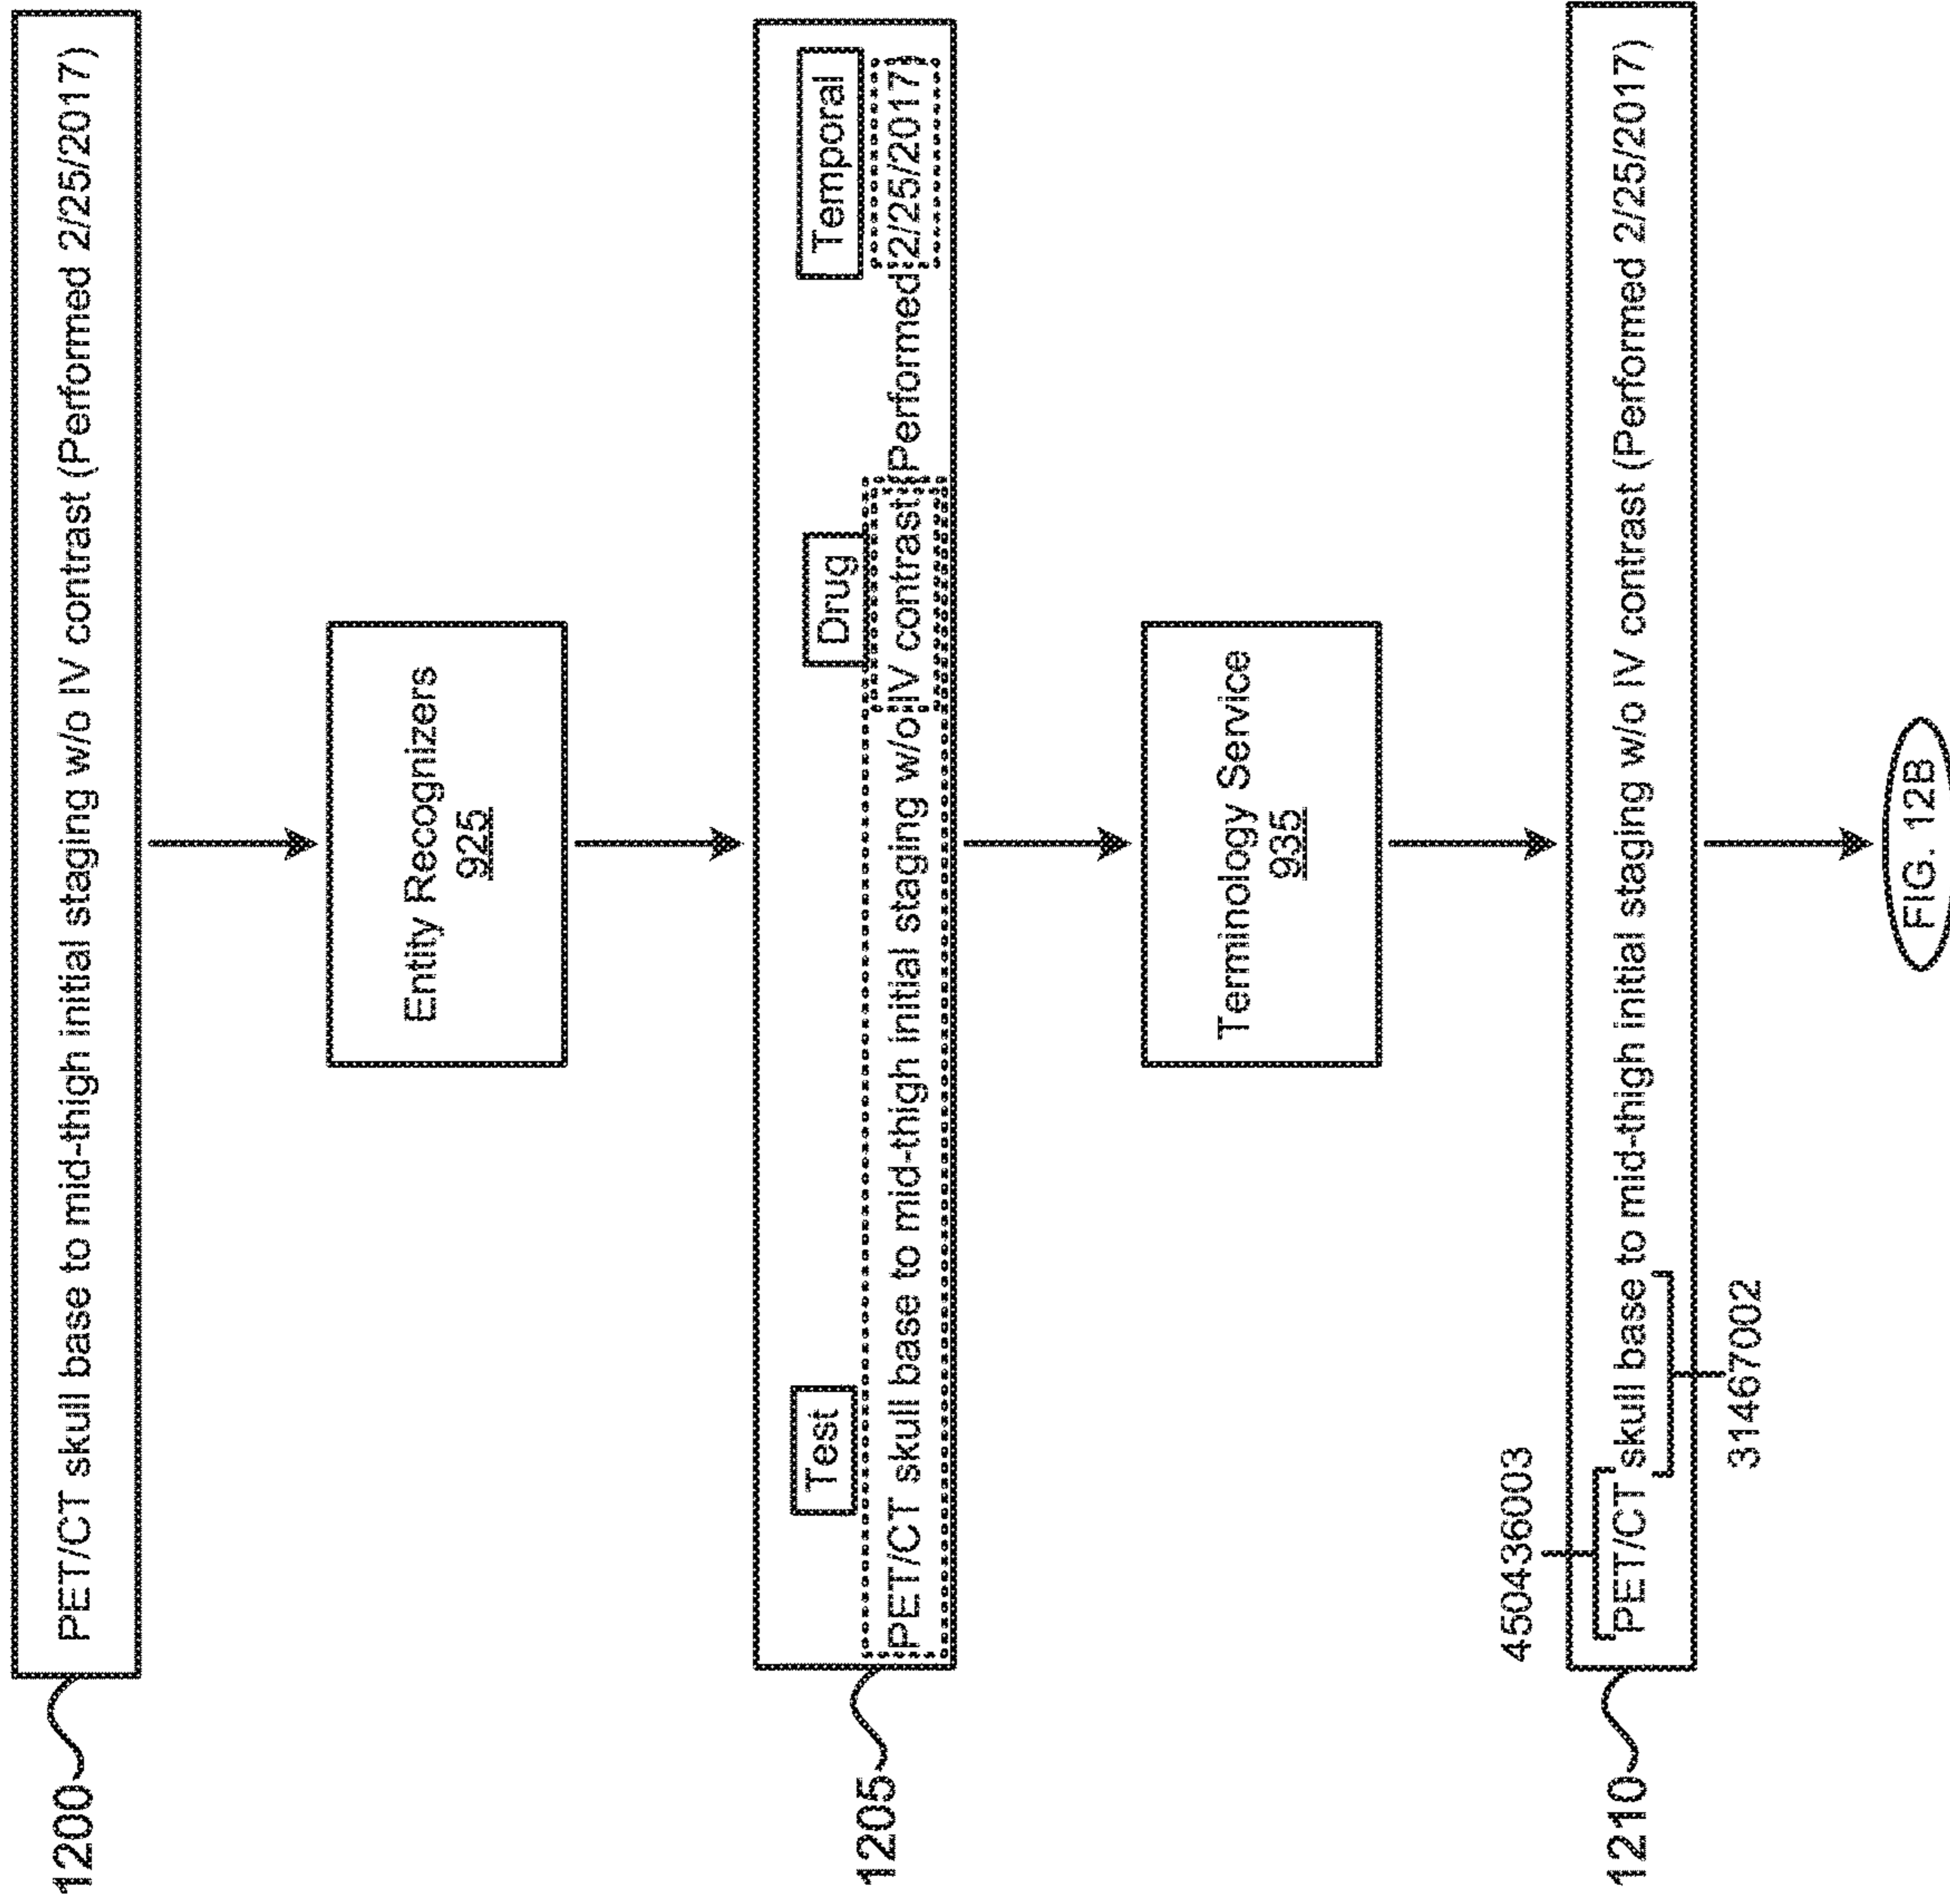 1200
PET/CT skull base to mid-thigh initial staging w/o IV contrast (Performed 2/25/2017)
Entity Recognizers
925
1205
Test
Drug
Temporal
PET/CT skull base to mid-thigh initial staging w/o IV contrast (Performed 2/25/2017)
Terminology Service
935
450436003
1210
PET/CT skull base to mid-thigh initial staging w/o IV contrast (Performed 2/25/2017)
31467002
FIG. 12B